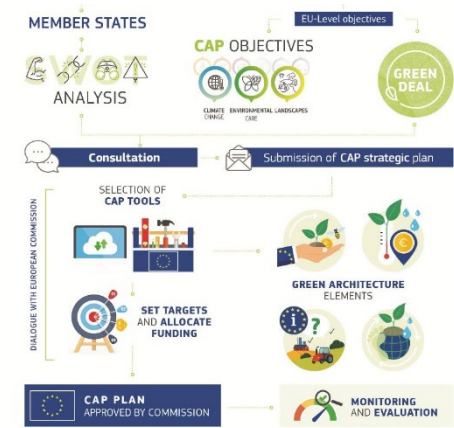 MEMBER STATES
SWOT
ANALYSIS
EU-Level objectives
CAP OBJECTIVES
CLIMATE
CHANGE
ENVIRONMENTAL
CARE
LANDSCAPES
GREEN
DEAL
Consultation
Submission of CAP strategic plan
DIALOGUE WITH EUROPEAN COMMISSION
SELECTION OF
CAP TOOLS
SET TARGETS
AND ALLOCATE
FUNDING
GREEN ARCHITECTURE
ELEMENTS
CAP PLAN
APPROVED BY COMMISSION
MONITORING
AND EVALUATION